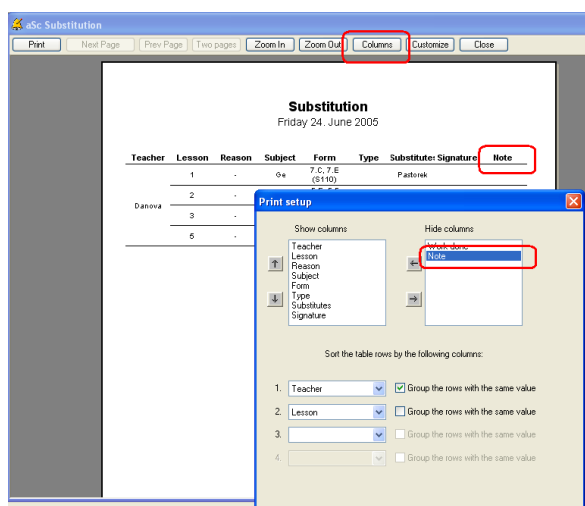 aSc Substitution
Print Next Page Prev Page Two pages Zoom In Zoom Out Columns Customize Close
Substitution
Friday 24. June 2005
Teacher Lesson Reason Subject Form Type Substitute: Signature Note
1 - Ge 7.C, 7.E (S110) Pastorek
Danova
2 -
3 -
5 -
Print setup
Show columns Hide columns
Teacher
Lesson
Reason
Subject
Form
Type
Substitutes
Signature
Work done
Note
Sort the table rows by the following columns:
1. Teacher Group the rows with the same value
2. Lesson Group the rows with the same value
3. Group the rows with the same value
4. Group the rows with the same value